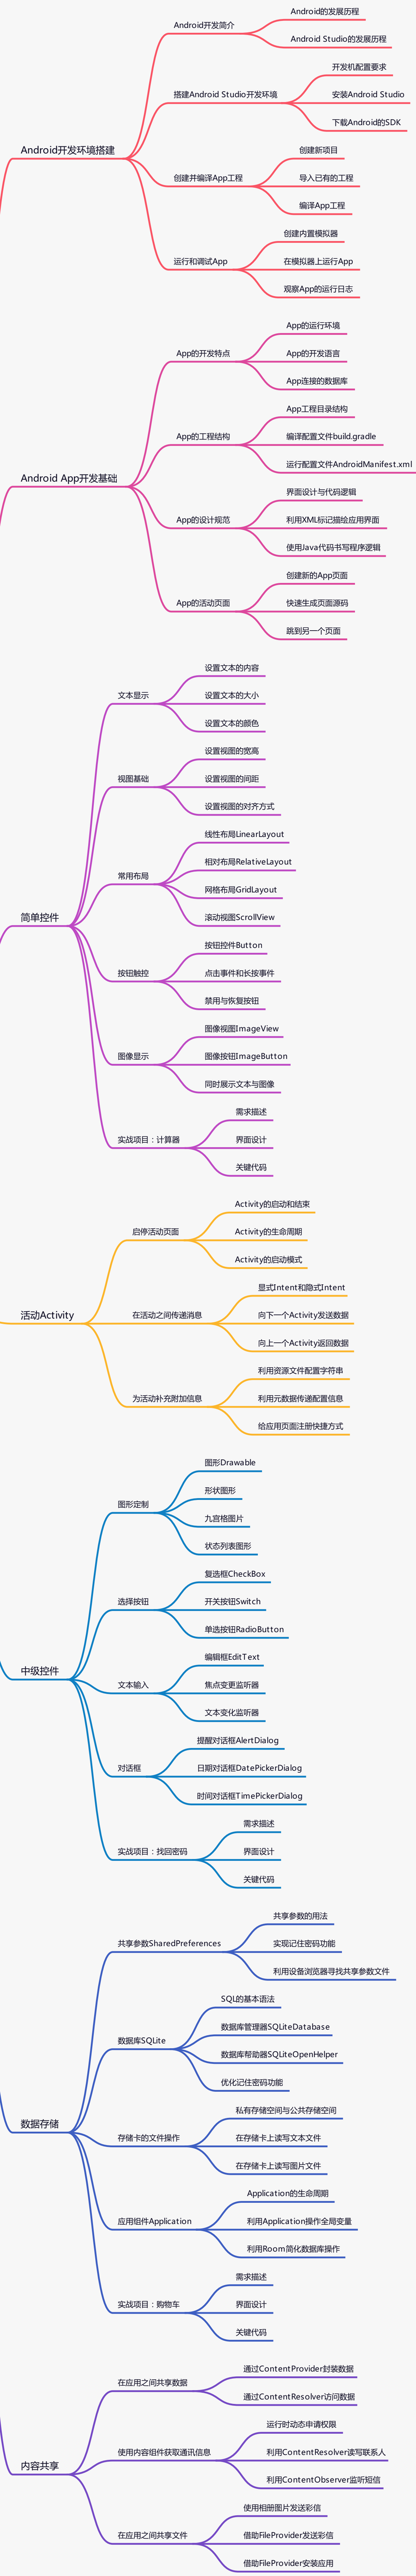 Android开发环境搭建
Android开发简介
Android的发展历程
Android Studio的发展历程
搭建Android Studio开发环境
开发机配置要求
安装Android Studio
下载Android的SDK
创建并编译App工程
创建新项目
导入已有的工程
编译App工程
运行和调试App
创建内置模拟器
在模拟器上运行App
观察App的运行日志
Android App开发基础
App的开发特点
App的运行环境
App的开发语言
App连接的数据库
App的工程结构
App工程目录结构
编译配置文件build.gradle
运行配置文件AndroidManifest.xml
App的设计规范
界面设计与代码逻辑
利用XML标记描绘应用界面
使用Java代码书写程序逻辑
App的活动页面
创建新的App页面
快速生成页面源码
跳到另一个页面
简单控件
文本显示
设置文本的内容
设置文本的大小
设置文本的颜色
视图基础
设置视图的宽高
设置视图的间距
设置视图的对齐方式
常用布局
线性布局LinearLayout
相对布局RelativeLayout
网格布局GridLayout
滚动视图ScrollView
按钮触控
按钮控件Button
点击事件和长按事件
禁用与恢复按钮
图像显示
图像视图ImageView
图像按钮ImageButton
同时展示文本与图像
实战项目：计算器
需求描述
界面设计
关键代码
活动Activity
启停活动页面
Activity的启动和结束
Activity的生命周期
Activity的启动模式
在活动之间传递消息
显式Intent和隐式Intent
向下一个Activity发送数据
向上一个Activity返回数据
为活动补充附加信息
利用资源文件配置字符串
利用元数据传递配置信息
给应用页面注册快捷方式
中级控件
图形定制
图形Drawable
形状图形
九宫格图片
状态列表图形
选择按钮
复选框CheckBox
开关按钮Switch
单选按钮RadioButton
文本输入
编辑框EditText
焦点变更监听器
文本变化监听器
对话框
提醒对话框AlertDialog
日期对话框DatePickerDialog
时间对话框TimePickerDialog
实战项目：找回密码
需求描述
界面设计
关键代码
数据存储
共享参数SharedPreferences
共享参数的用法
实现记住密码功能
利用设备浏览器寻找共享参数文件
数据库SQLite
SQL的基本语法
数据库管理器SQLiteDatabase
数据库帮助器SQLiteOpenHelper
优化记住密码功能
存储卡的文件操作
私有存储空间与公共存储空间
在存储卡上读写文本文件
在存储卡上读写图片文件
应用组件Application
Application的生命周期
利用Application操作全局变量
利用Room简化数据库操作
实战项目：购物车
需求描述
界面设计
关键代码
内容共享
在应用之间共享数据
通过ContentProvider封装数据
通过ContentResolver访问数据
使用内容组件获取通讯信息
运行时动态申请权限
利用ContentResolver读写联系人
利用ContentObserver监听短信
在应用之间共享文件
使用相册图片发送彩信
借助FileProvider发送彩信
借助FileProvider安装应用